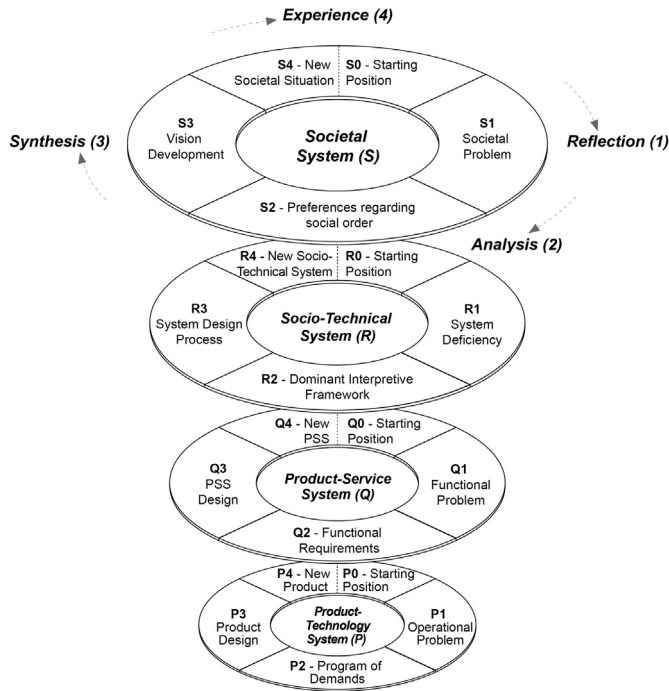 Experience (4)
S4 - New
Societal Situation
S0 - Starting
Position
S3
Vision
Development
Societal
System (S)
S1
Societal
Problem
Synthesis (3)
Reflection (1)
S2 - Preferences regarding
social order
Analysis (2)
R4 - New Socio-
Technical System
R0 - Starting
Position
R3
System Design
Process
Socio-Technical
System (R)
R1
System
Deficiency
R2 - Dominant Interpretive
Framework
Q4 - New
PSS
Q0 - Starting
Position
Q3
PSS
Design
Product-Service
System (Q)
Q1
Functional
Problem
Q2 - Functional
Requirements
P4 - New
Product
P0 - Starting
Position
P3
Product
Design
Product-
Technology
System (P)
P1
Operational
Problem
P2 - Program of
Demands